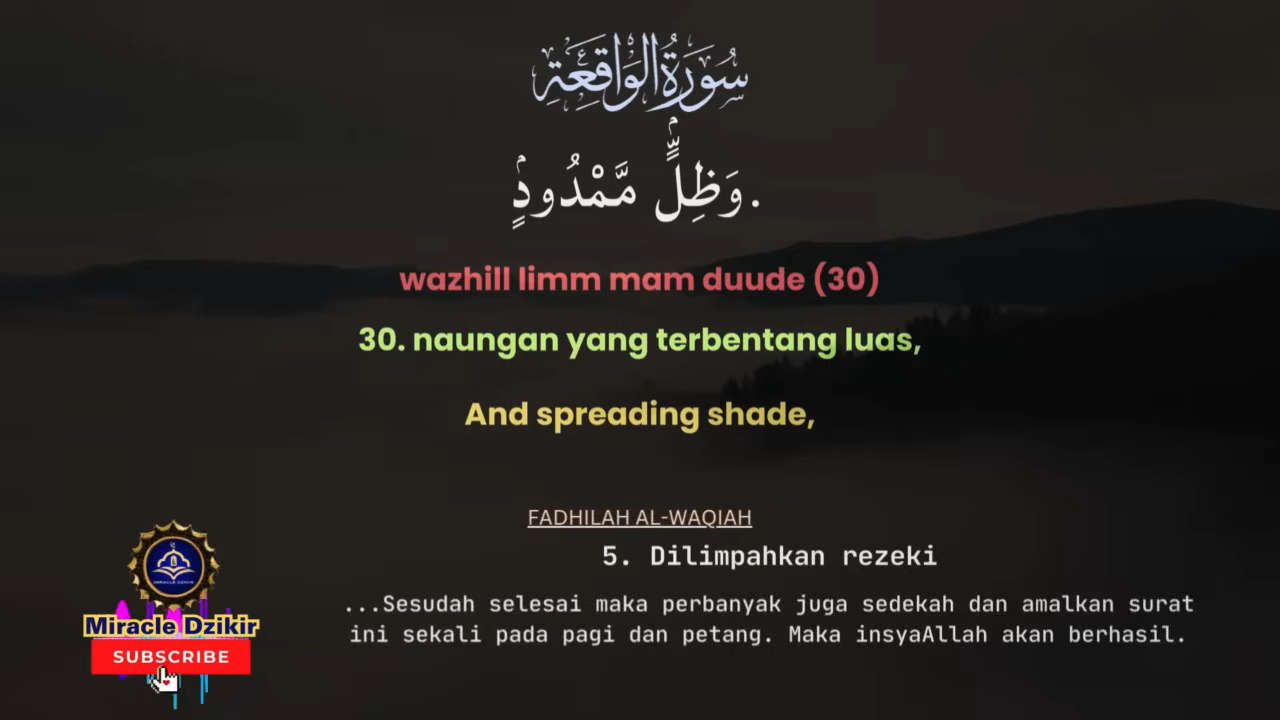 سُورَةُ الْوَاقِعَةِ
وَظِلٍّۢ مَّمْدُودٍۢ.
wazhill limm mam duude (30)
30. naungan yang terbentang luas,
And spreading shade,
FADHILAH AL-WAQIAH
5. Dilimpahkan rezeki
...Sesudah selesai maka perbanyak juga sedekah dan amalkan surat
ini sekali pada pagi dan petang. Maka insyaAllah akan berhasil.
MIRACLE DZIKIR
Miracle Dzikir
SUBSCRIBE